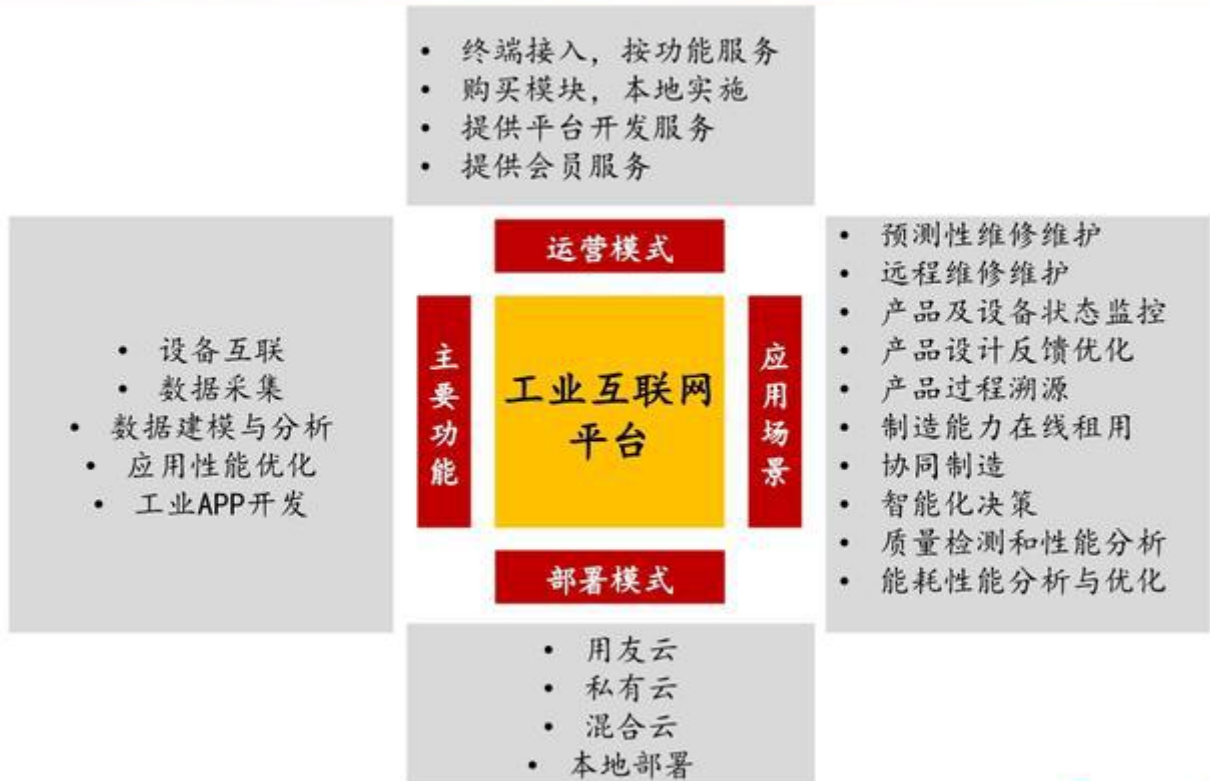 • 终端接入，按功能服务
• 购买模块，本地实施
• 提供平台开发服务
• 提供会员服务
运营模式
• 设备互联
• 数据采集
• 数据建模与分析
• 应用性能优化
• 工业APP开发
主要功能
工业互联网
平台
应用场景
• 预测性维修维护
• 远程维修维护
• 产品及设备状态监控
• 产品设计反馈优化
• 产品过程溯源
• 制造能力在线租用
• 协同制造
• 智能化决策
• 质量检测和性能分析
• 能耗性能分析与优化
部署模式
• 用友云
• 私有云
• 混合云
• 本地部署